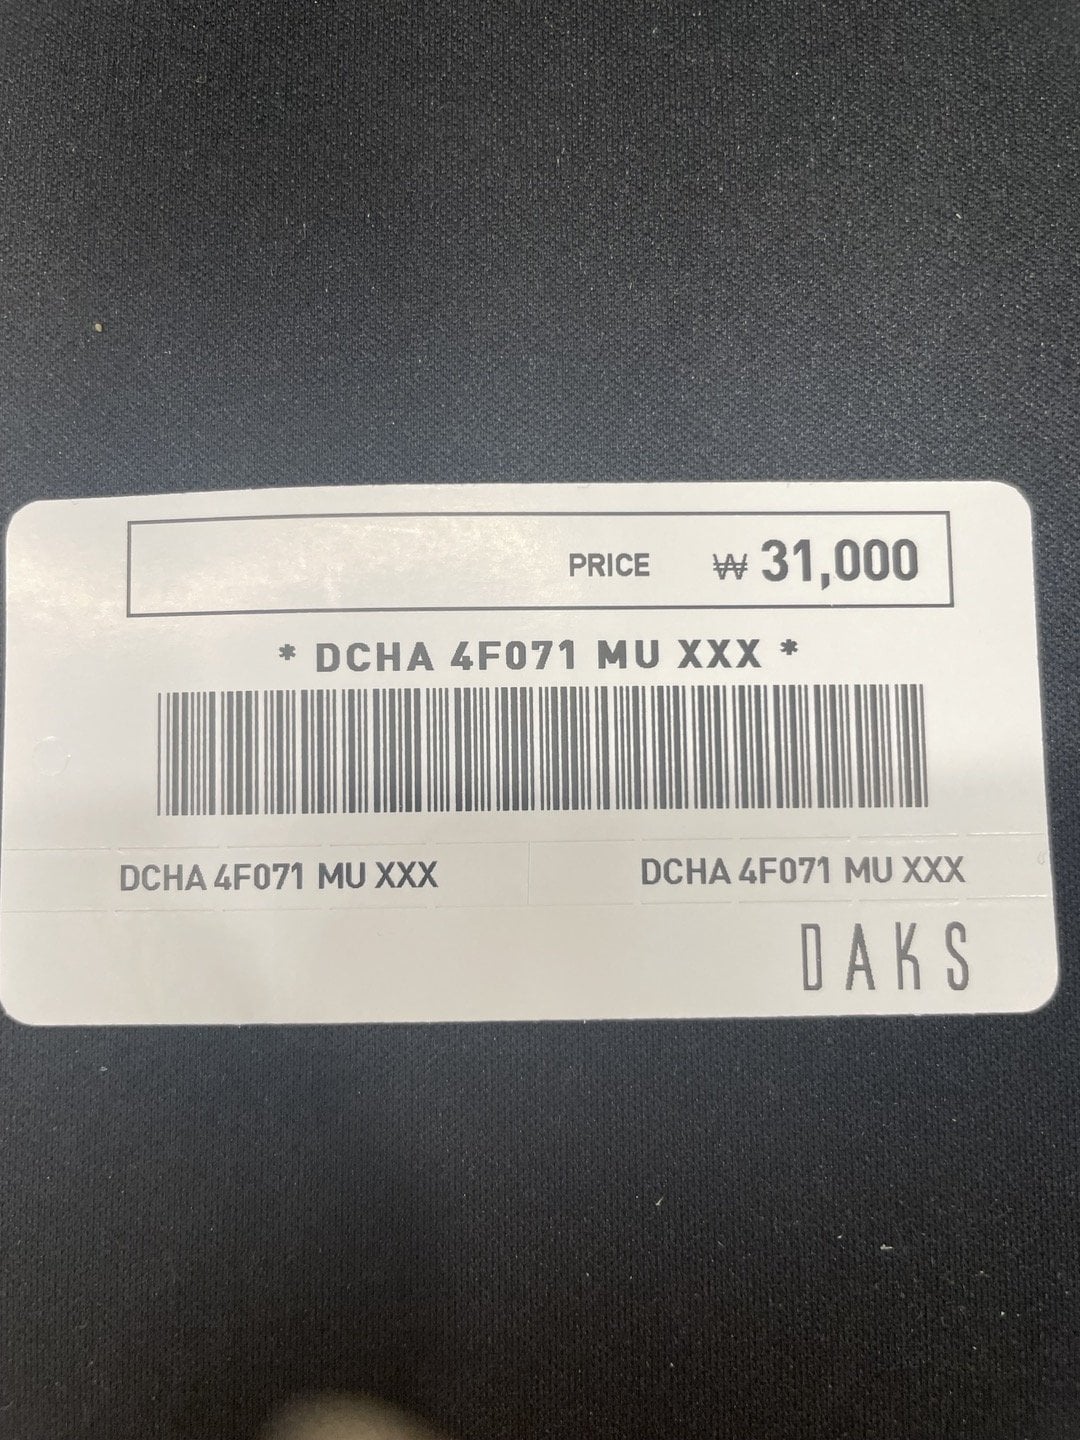 PRICE ₩ 31,000
* DCHA 4F071 MU XXX *
DCHA 4F071 MU XXX DCHA 4F071 MU XXX
DAKS